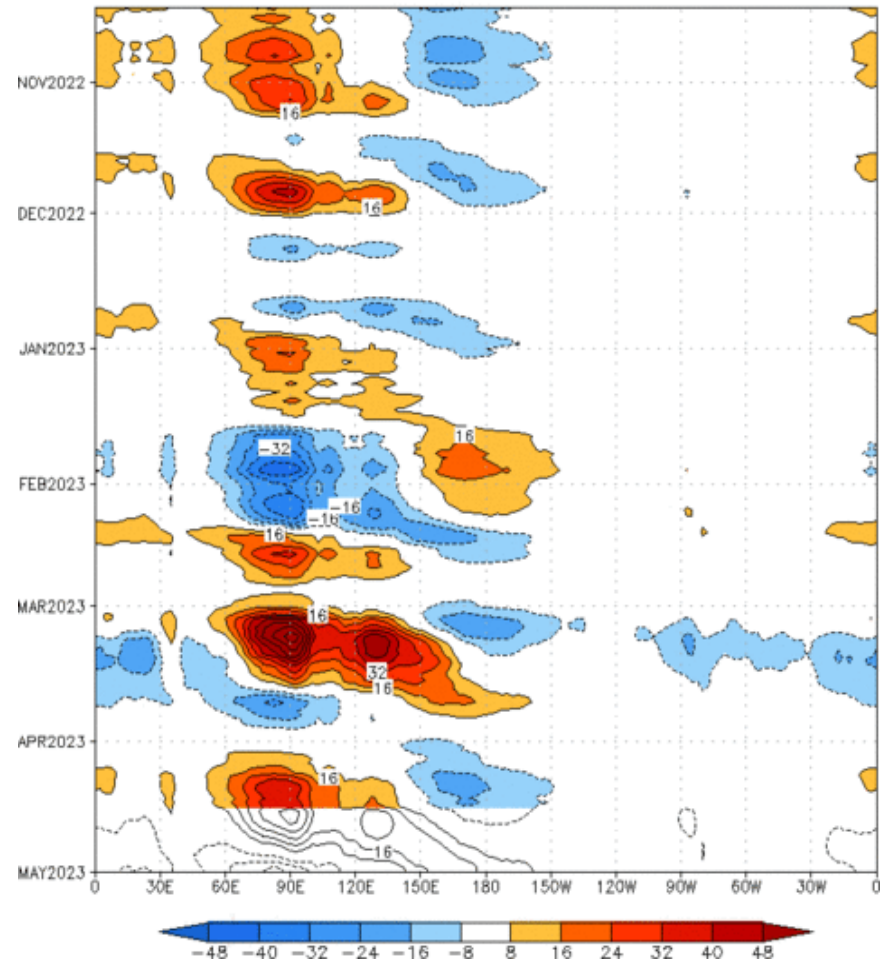 NOV2022
16
16
DEC2022
JAN2023
16
-32
FEB2023
-16
-16
16
MAR2023
16
32
16
APR2023
16
16
MAY2023
0 30E 60E 90E 120E 150E 180 150W 120W 90W 60W 30W 0
-48 -40 -32 -24 -16 -8 8 16 24 32 40 48